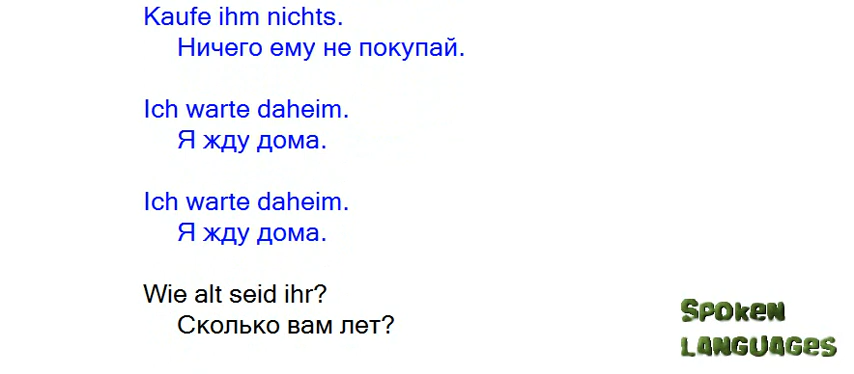 Kaufe ihm nichts.
Ничего ему не покупай.
Ich warte daheim.
Я жду дома.
Ich warte daheim.
Я жду дома.
Wie alt seid ihr?
Сколько вам лет?
Spoken
Languages